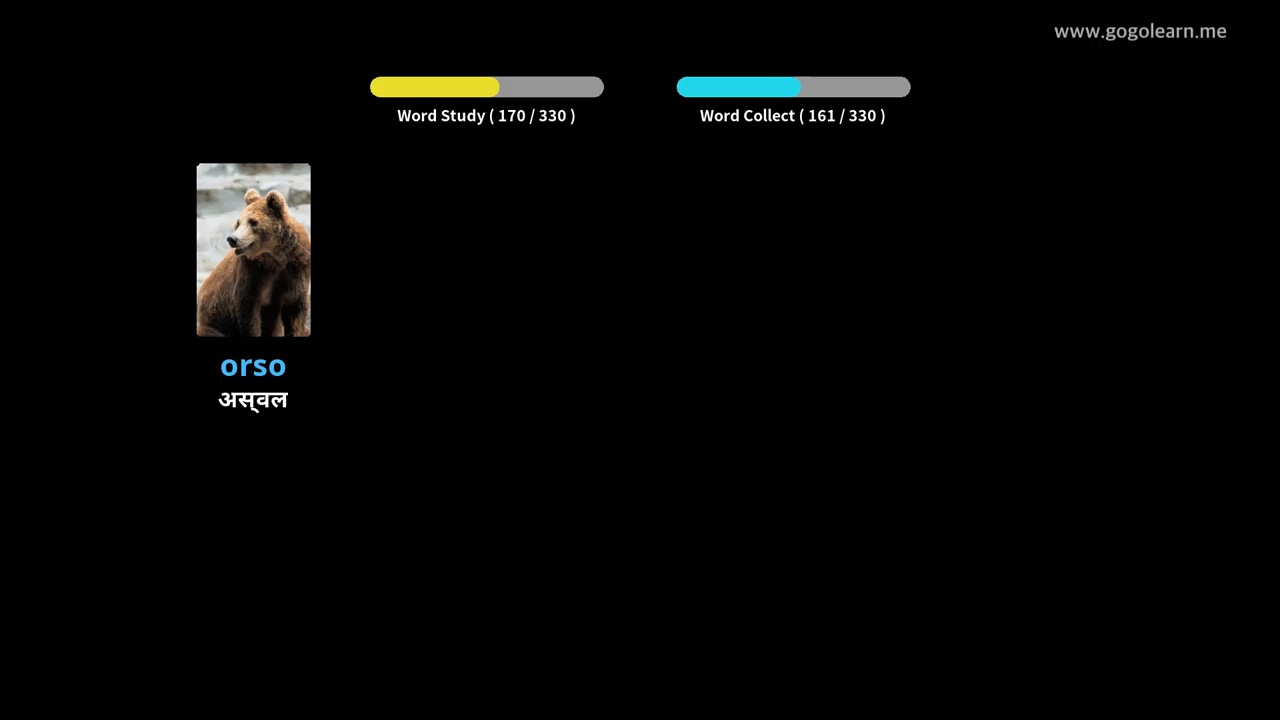 www.gogolearn.me
Word Study ( 170 / 330 )
Word Collect ( 161 / 330 )
orso
अस्वल